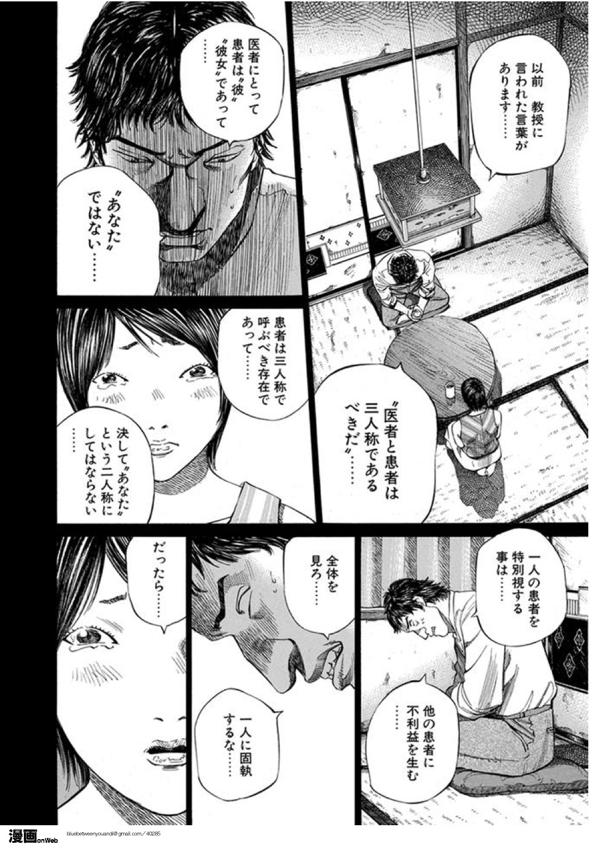 以前 教授に
言われた言葉が
あります……
“医者と患者は
三人称である
べきだ”……
医者にとって
患者は“彼”
“彼女”であって
……
“あなた”
ではない……
患者は三人称で
呼ぶべき存在で
あって……
決して“あなた”
という二人称に
してはならない
一人の患者を
特別視する
事は……
他の患者に
不利益を生む
……
全体を
見ろ……
一人に固執
するな……
だったら……
漫画 on Web
bluebetweenyouandi@gmail.com / 40285